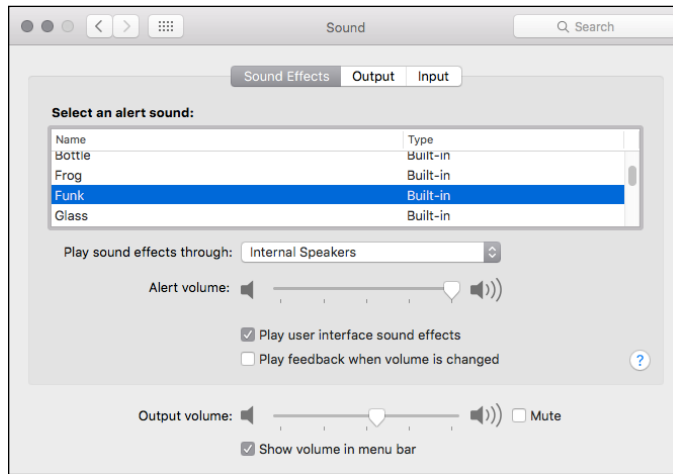 Sound
Search
Sound Effects Output Input
Select an alert sound:
Name Type
Bottle Built-in
Frog Built-in
Funk Built-in
Glass Built-in
Play sound effects through: Internal Speakers
Alert volume:
Play user interface sound effects
Play feedback when volume is changed
?
Output volume: Mute
Show volume in menu bar